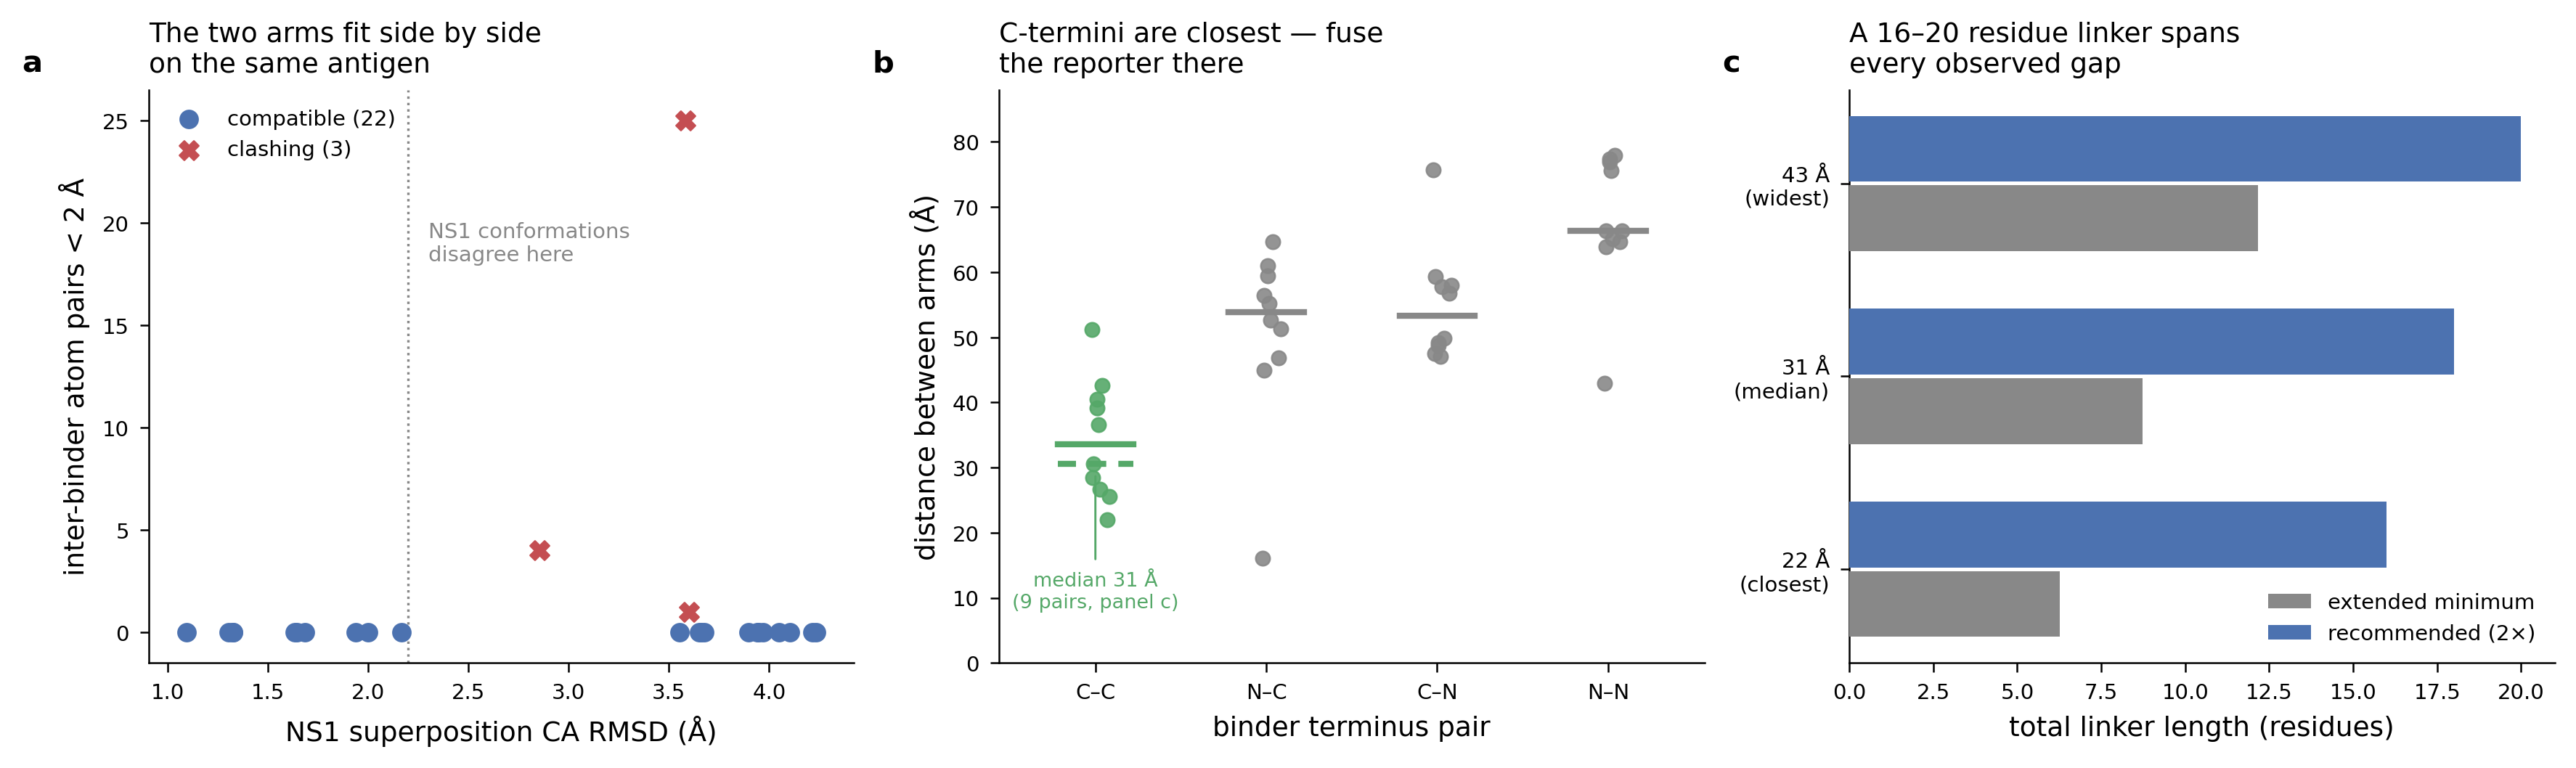 a
The two arms fit side by side
on the same antigen
compatible (22)
clashing (3)
NS1 conformations
disagree here
inter-binder atom pairs < 2 Å
25
20
15
10
5
0
1.0
1.5
2.0
2.5
3.0
3.5
4.0
NS1 superposition CA RMSD (Å)
b
C-termini are closest — fuse
the reporter there
distance between arms (Å)
80
70
60
50
40
30
20
10
0
median 31 Å
(9 pairs, panel c)
C–C
N–C
C–N
N–N
binder terminus pair
c
A 16–20 residue linker spans
every observed gap
43 Å
(widest)
31 Å
(median)
22 Å
(closest)
extended minimum
recommended (2×)
0.0
2.5
5.0
7.5
10.0
12.5
15.0
17.5
20.0
total linker length (residues)